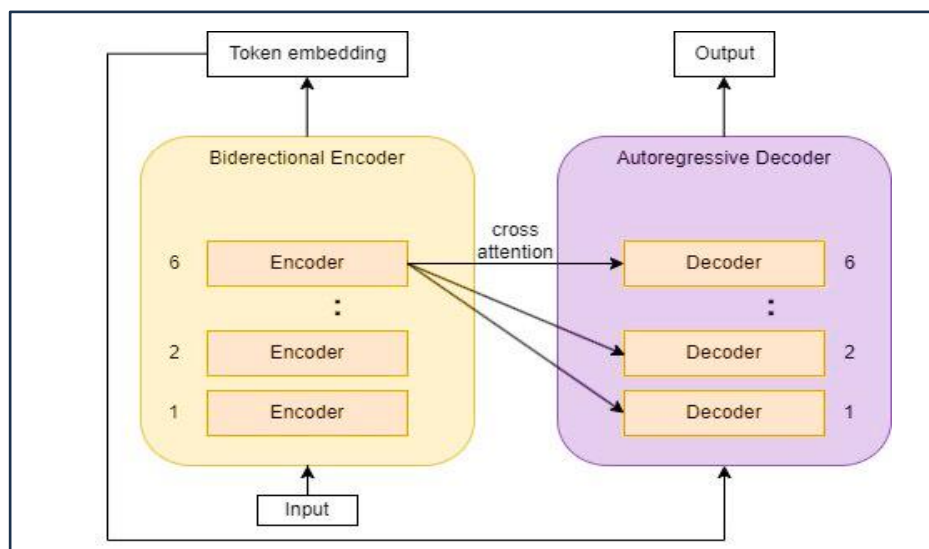 Token embedding
Output
Biderectional Encoder
Autoregressive Decoder
cross
attention
6
Encoder
Decoder
6
:
:
2
Encoder
Decoder
2
1
Encoder
Decoder
1
Input